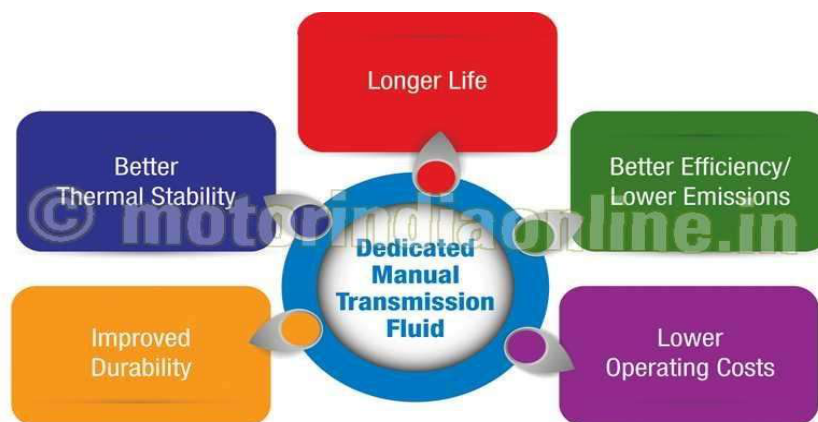 Longer Life
Better
Thermal Stability
Better Efficiency/
Lower Emissions
© motorindiaonline.in
Dedicated
Manual
Transmission
Fluid
Improved
Durability
Lower
Operating Costs